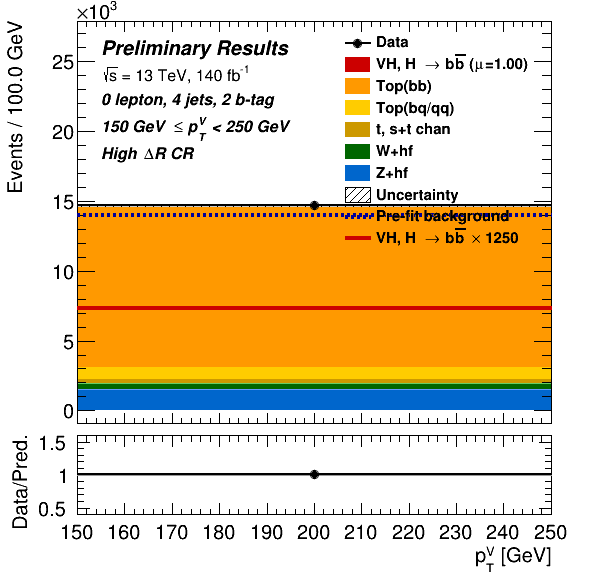 ×10³
Events / 100.0 GeV
25
20
15
10
5
0
Preliminary Results
√s = 13 TeV, 140 fb⁻¹
0 lepton, 4 jets, 2 b-tag
150 GeV ≤ p_T^V < 250 GeV
High ΔR CR
Data
VH, H → bb̅ (μ=1.00)
Top(bb)
Top(bq/qq)
t, s+t chan
W+hf
Z+hf
Uncertainty
Pre-fit background
VH, H → bb̅ × 1250
Data/Pred.
1.5
1
0.5
150 160 170 180 190 200 210 220 230 240 250
p_T^V [GeV]